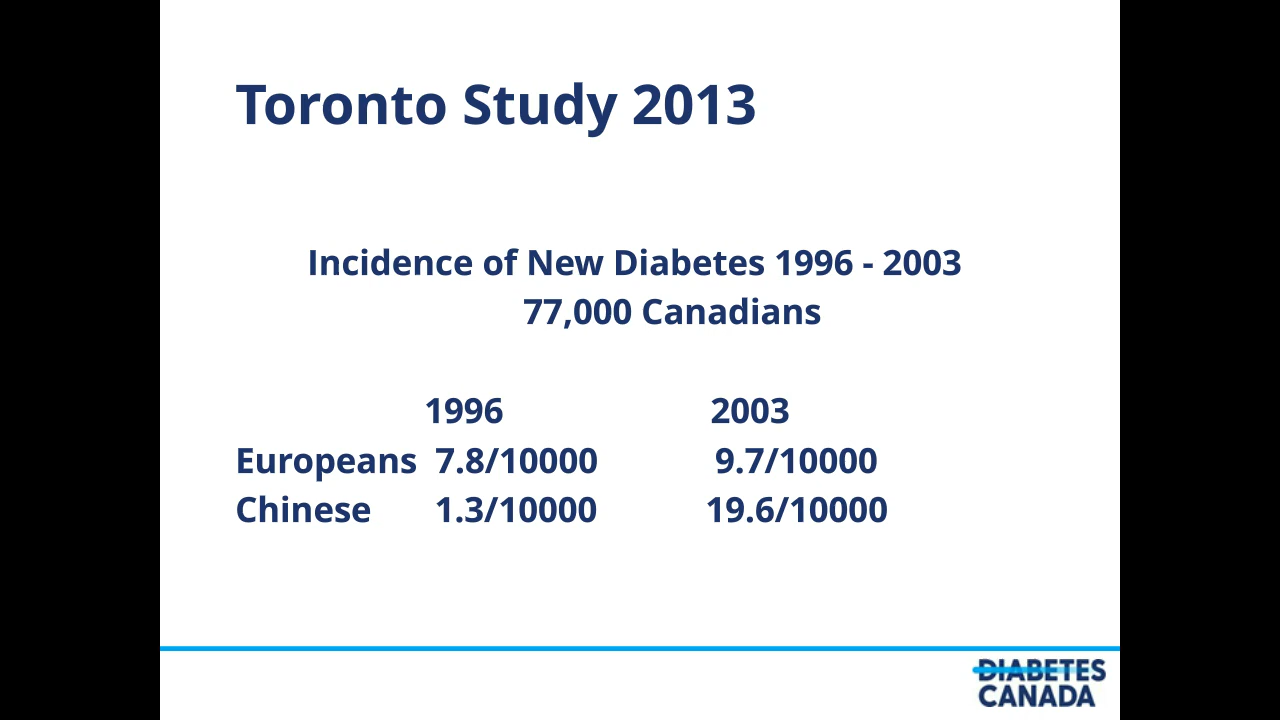 Toronto Study 2013
Incidence of New Diabetes 1996 - 2003
77,000 Canadians
1996 2003
Europeans 7.8/10000 9.7/10000
Chinese 1.3/10000 19.6/10000
DIABETES
CANADA